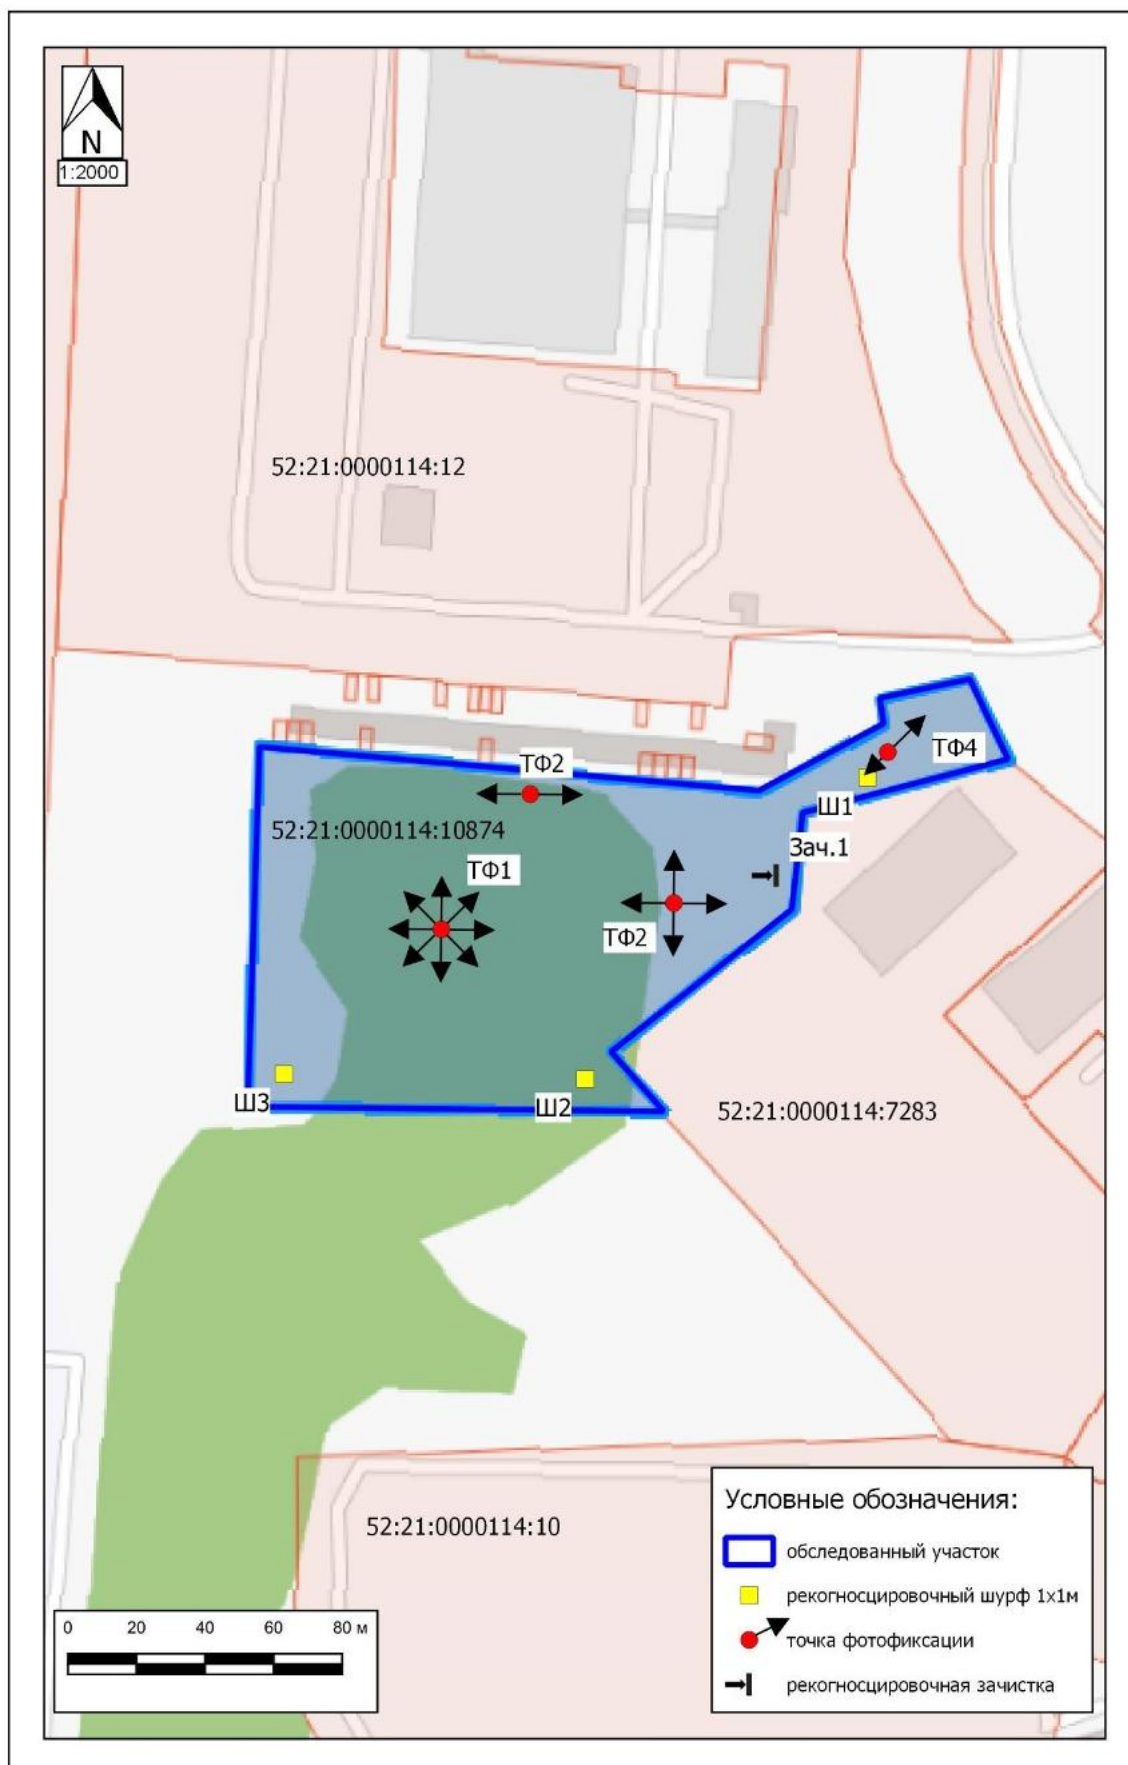 N
1:2000
52:21:0000114:12
ТФ2
ТФ4
Ш1
52:21:0000114:10874
Зач.1
ТФ1
ТФ2
Ш3
Ш2
52:21:0000114:7283
Условные обозначения:
обследованный участок
рекогносцировочный шурф 1х1м
точка фотофиксации
рекогносцировочная зачистка
52:21:0000114:10
0 20 40 60 80 м